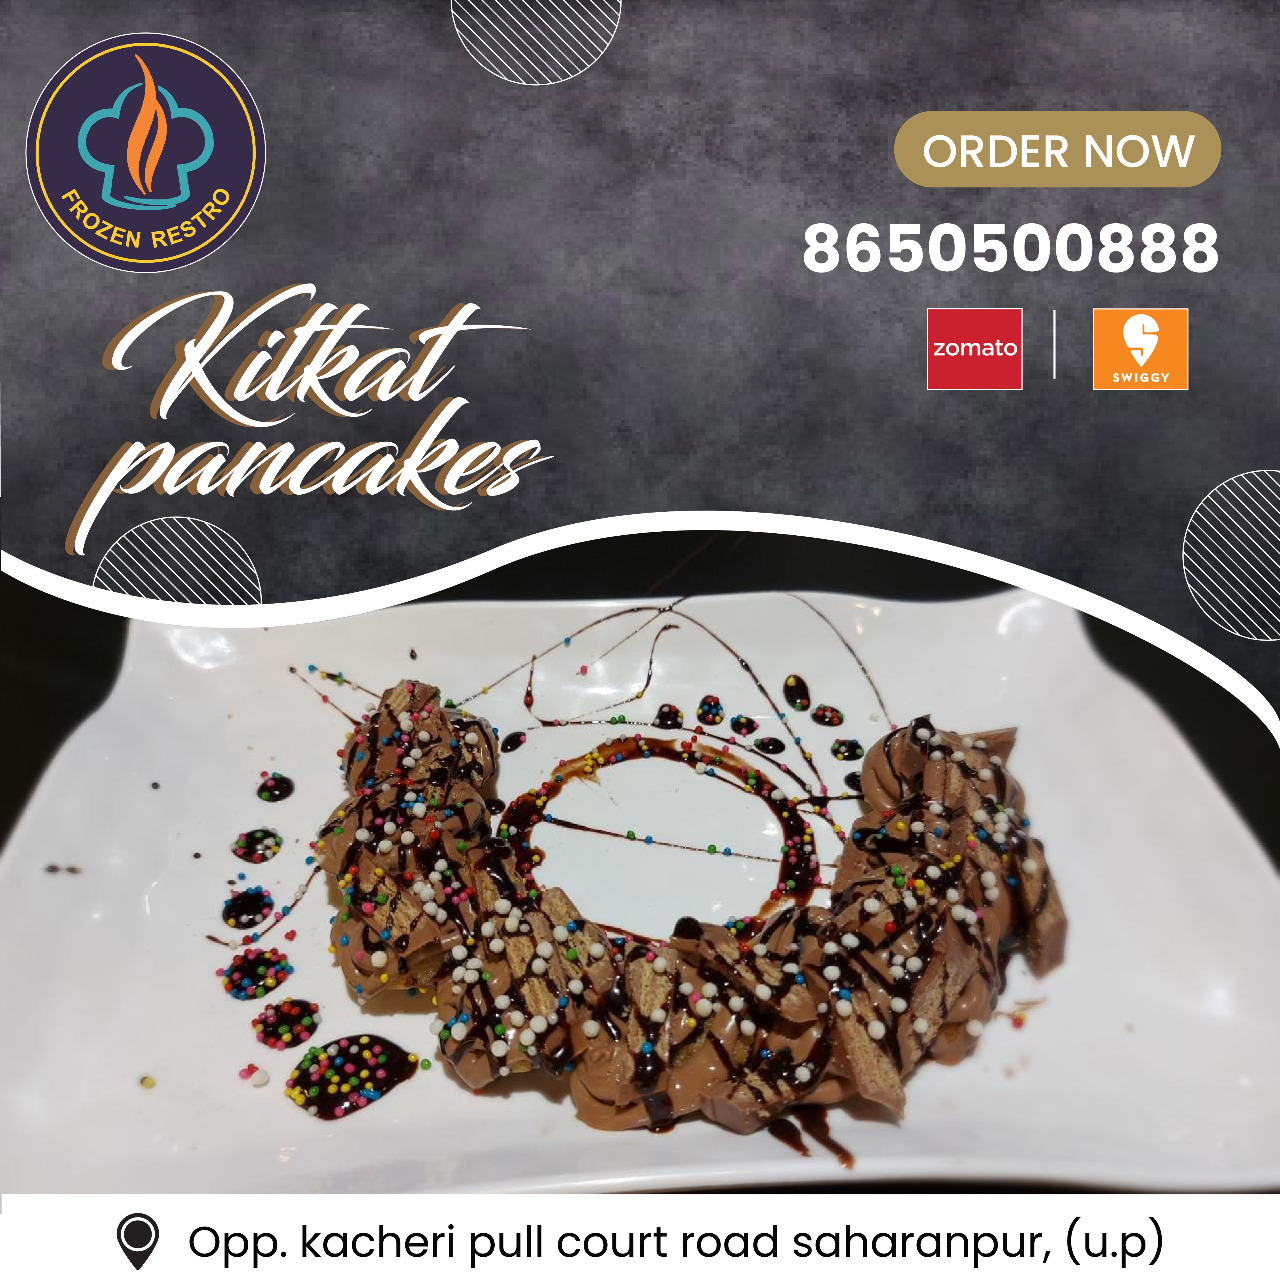 FROZEN RESTRO
ORDER NOW
8650500888
zomato
SWIGGY
Kitkat
pancakes
Opp. kacheri pull court road saharanpur, (u.p)